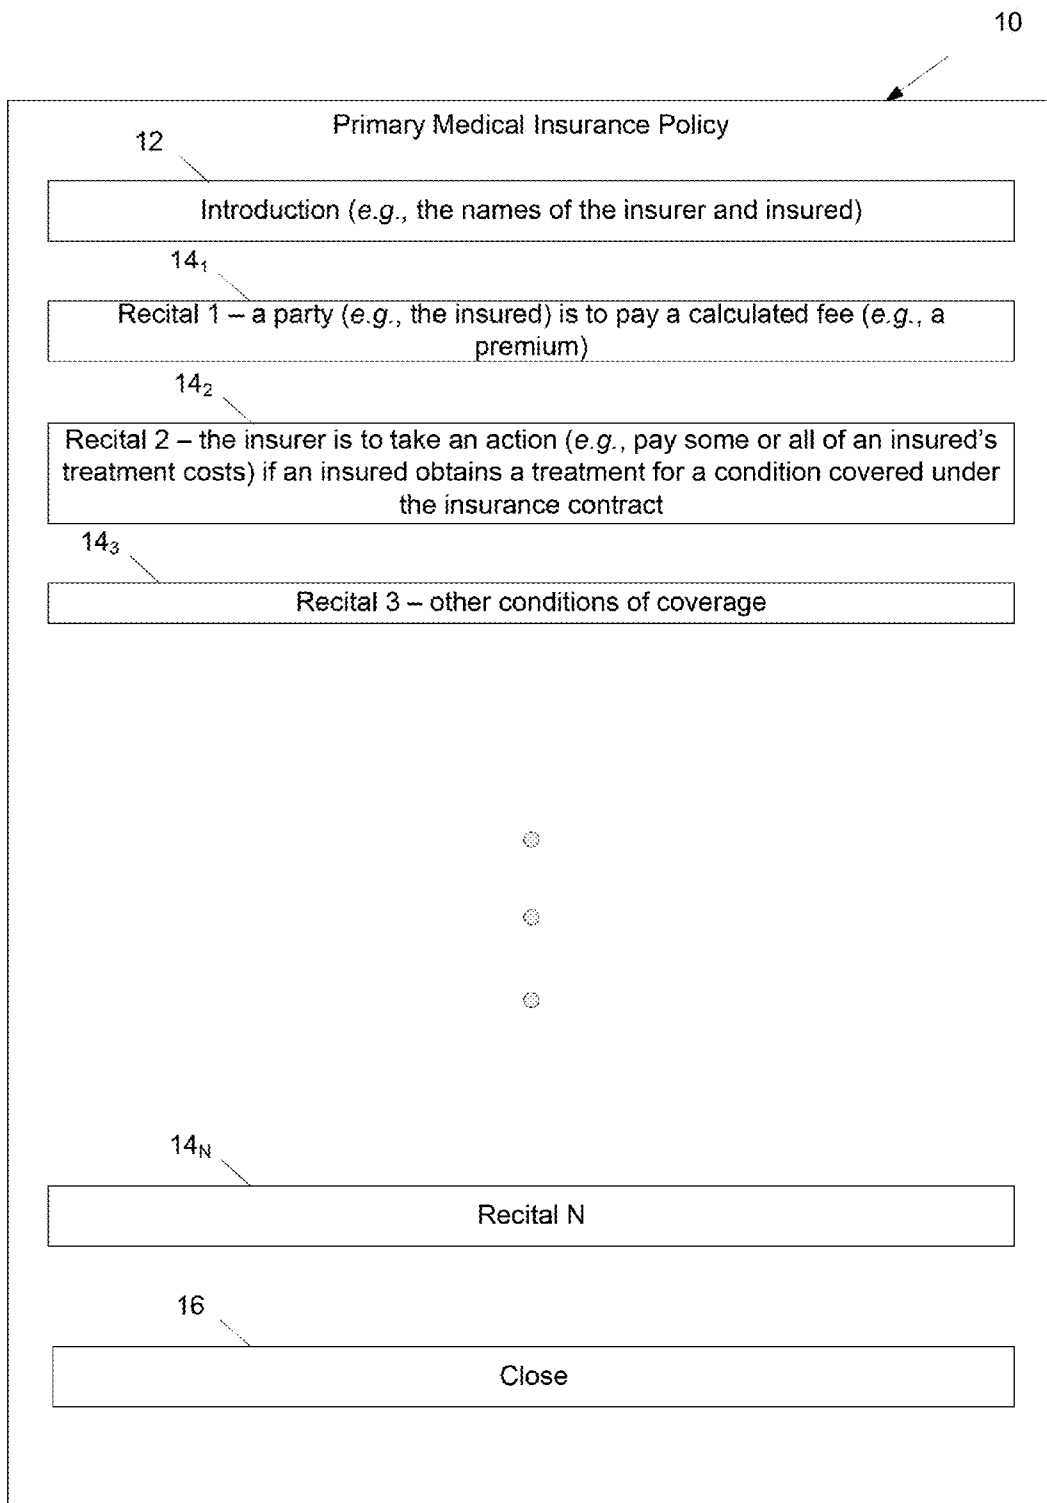 10
Primary Medical Insurance Policy
12
Introduction (e.g., the names of the insurer and insured)
14₁
Recital 1 – a party (e.g., the insured) is to pay a calculated fee (e.g., a
premium)
14₂
Recital 2 – the insurer is to take an action (e.g., pay some or all of an insured's
treatment costs) if an insured obtains a treatment for a condition covered under
the insurance contract
14₃
Recital 3 – other conditions of coverage
14N
Recital N
16
Close